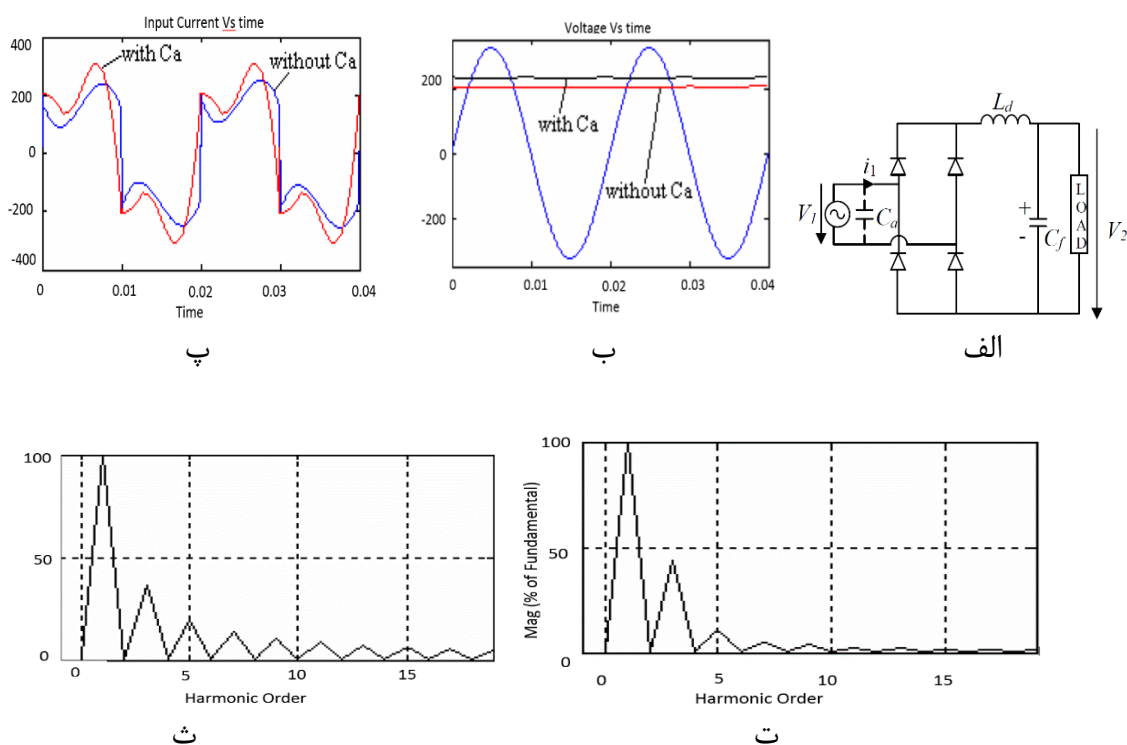 Input Current Vs time
400
200
0
-200
-400
with Ca
without Ca
0 0.01 0.02 0.03 0.04
Time
پ
Voltage Vs time
200
0
-200
with Ca
without Ca
0 0.01 0.02 0.03 0.04
Time
ب
Ld
i1
V1
Ca
+
-
Cf
LOAD
V2
الف
100
50
0
0 5 10 15
Harmonic Order
ث
Mag (% of Fundamental)
100
50
0
0 5 10 15
Harmonic Order
ت